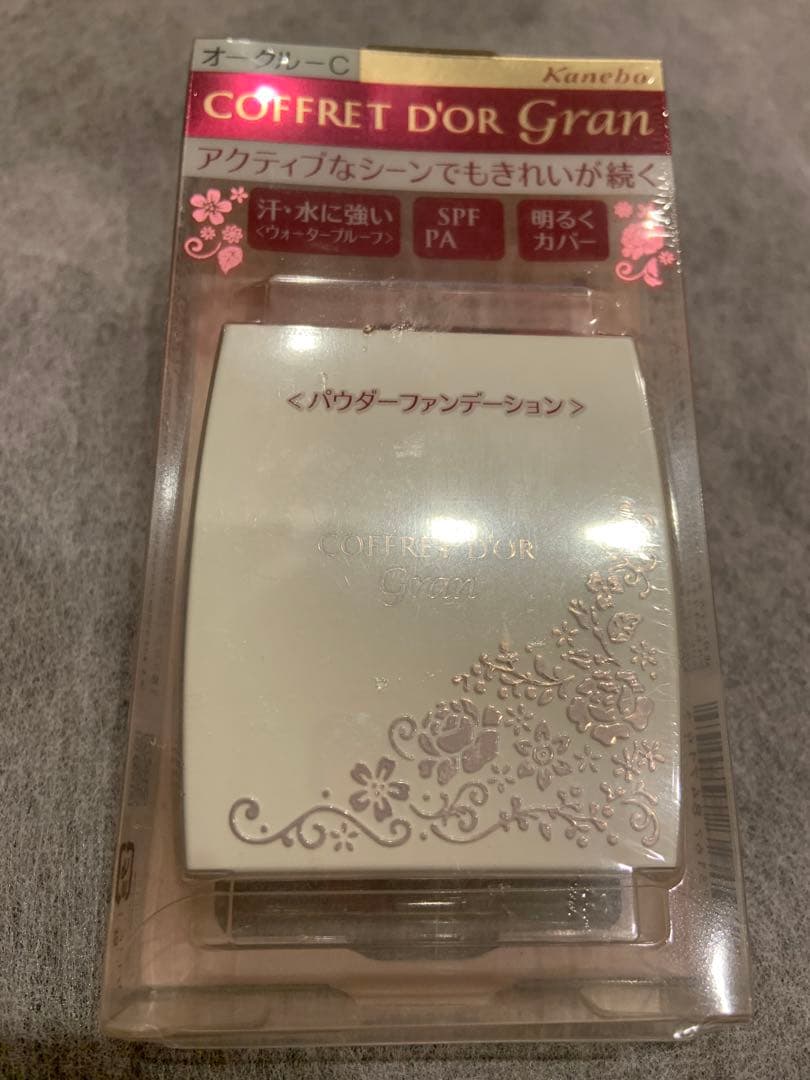 オークルーC
Kanebo
COFFRET D'OR Gran
アクティブなシーンでもきれいが続く
汗・水に強い
<ウォータープルーフ>
SPF
PA
明るく
カバー
<パウダーファンデーション>
COFFRET D'OR
Gran